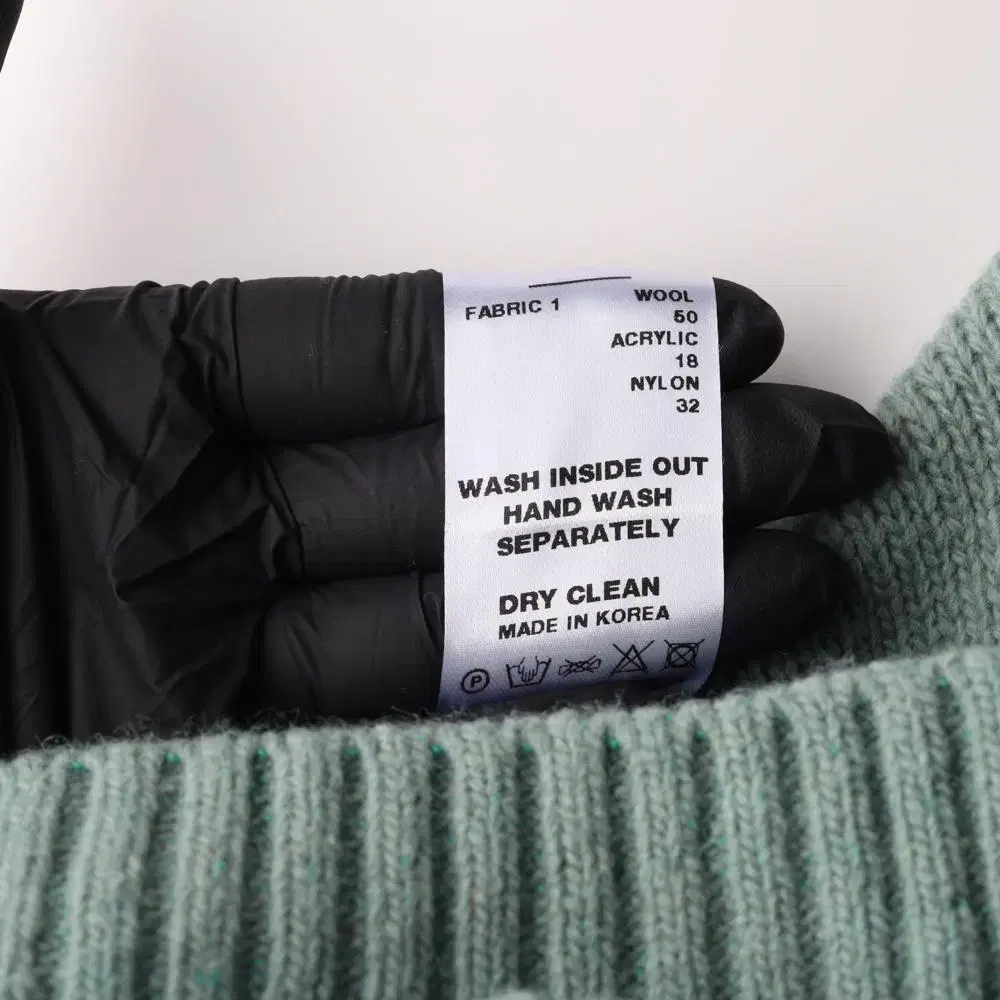 FABRIC 1 WOOL
50
ACRYLIC
18
NYLON
32
WASH INSIDE OUT
HAND WASH
SEPARATELY
DRY CLEAN
MADE IN KOREA
P